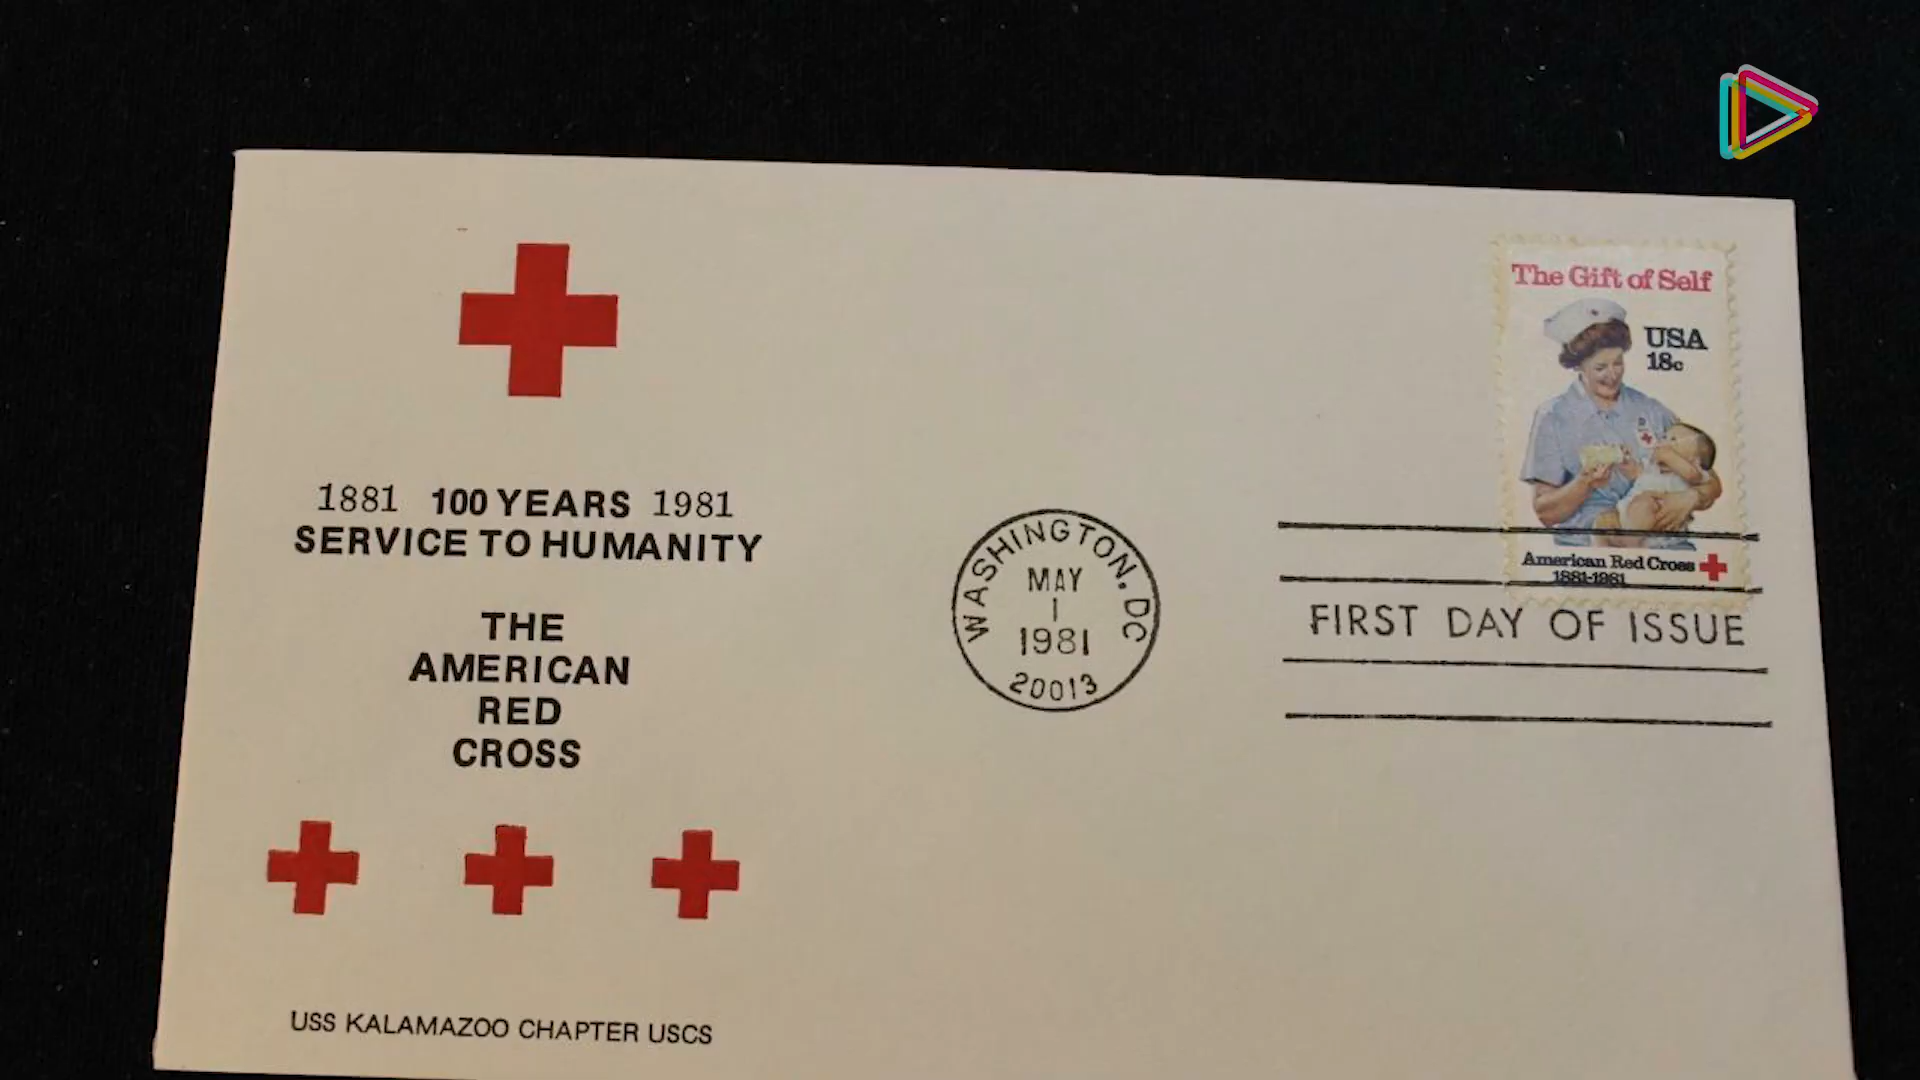 1881 100 YEARS 1981
SERVICE TO HUMANITY
THE
AMERICAN
RED
CROSS
USS KALAMAZOO CHAPTER USCS
WASHINGTON, DC
MAY
1
1981
20013
The Gift of Self
USA
18c
American Red Cross
1881-1981
FIRST DAY OF ISSUE